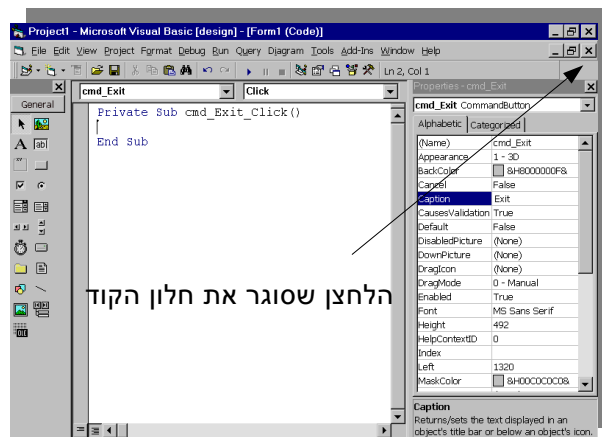 Project1 - Microsoft Visual Basic [design] - [Form1 (Code)]
File Edit View Project Format Debug Run Query Diagram Tools Add-Ins Window Help
Ln 2, Col 1
General
cmd_Exit Click
Private Sub cmd_Exit_Click()
End Sub
הלחצן שסוגר את חלון הקוד
Properties - cmd_Exit
cmd_Exit CommandButton
Alphabetic Categorized
(Name) cmd_Exit
Appearance 1 - 3D
BackColor &H8000000F&
Cancel False
Caption Exit
CausesValidation True
Default False
DisabledPicture (None)
DownPicture (None)
DragIcon (None)
DragMode 0 - Manual
Enabled True
Font MS Sans Serif
Height 492
HelpContextID 0
Index
Left 1320
MaskColor &H00C0C0C0&
Caption
Returns/sets the text displayed in an
object's title bar or below an object's icon.